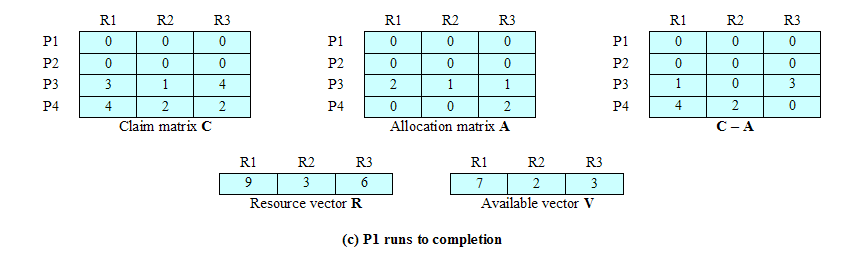 R1 R2 R3 R1 R2 R3 R1 R2 R3
P1 0 0 0 P1 0 0 0 P1 0 0 0
P2 0 0 0 P2 0 0 0 P2 0 0 0
P3 3 1 4 P3 2 1 1 P3 1 0 3
P4 4 2 2 P4 0 0 2 P4 4 2 0
Claim matrix C Allocation matrix A C – A
R1 R2 R3 R1 R2 R3
9 3 6 7 2 3
Resource vector R Available vector V
(c) P1 runs to completion